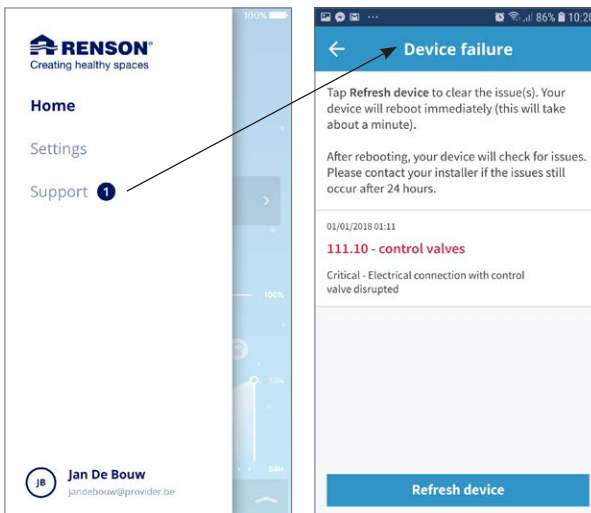 100%
RENSON®
Creating healthy spaces
Home
Settings
Support 1
100%
55%
24H
JB
Jan De Bouw
jandebouw@provider.be
86% 10:20
Device failure
Tap Refresh device to clear the issue(s). Your
device will reboot immediately (this will take
about a minute).
After rebooting, your device will check for issues.
Please contact your installer if the issues still
occur after 24 hours.
01/01/2018 01:11
111.10 - control valves
Critical - Electrical connection with control
valve disrupted
Refresh device